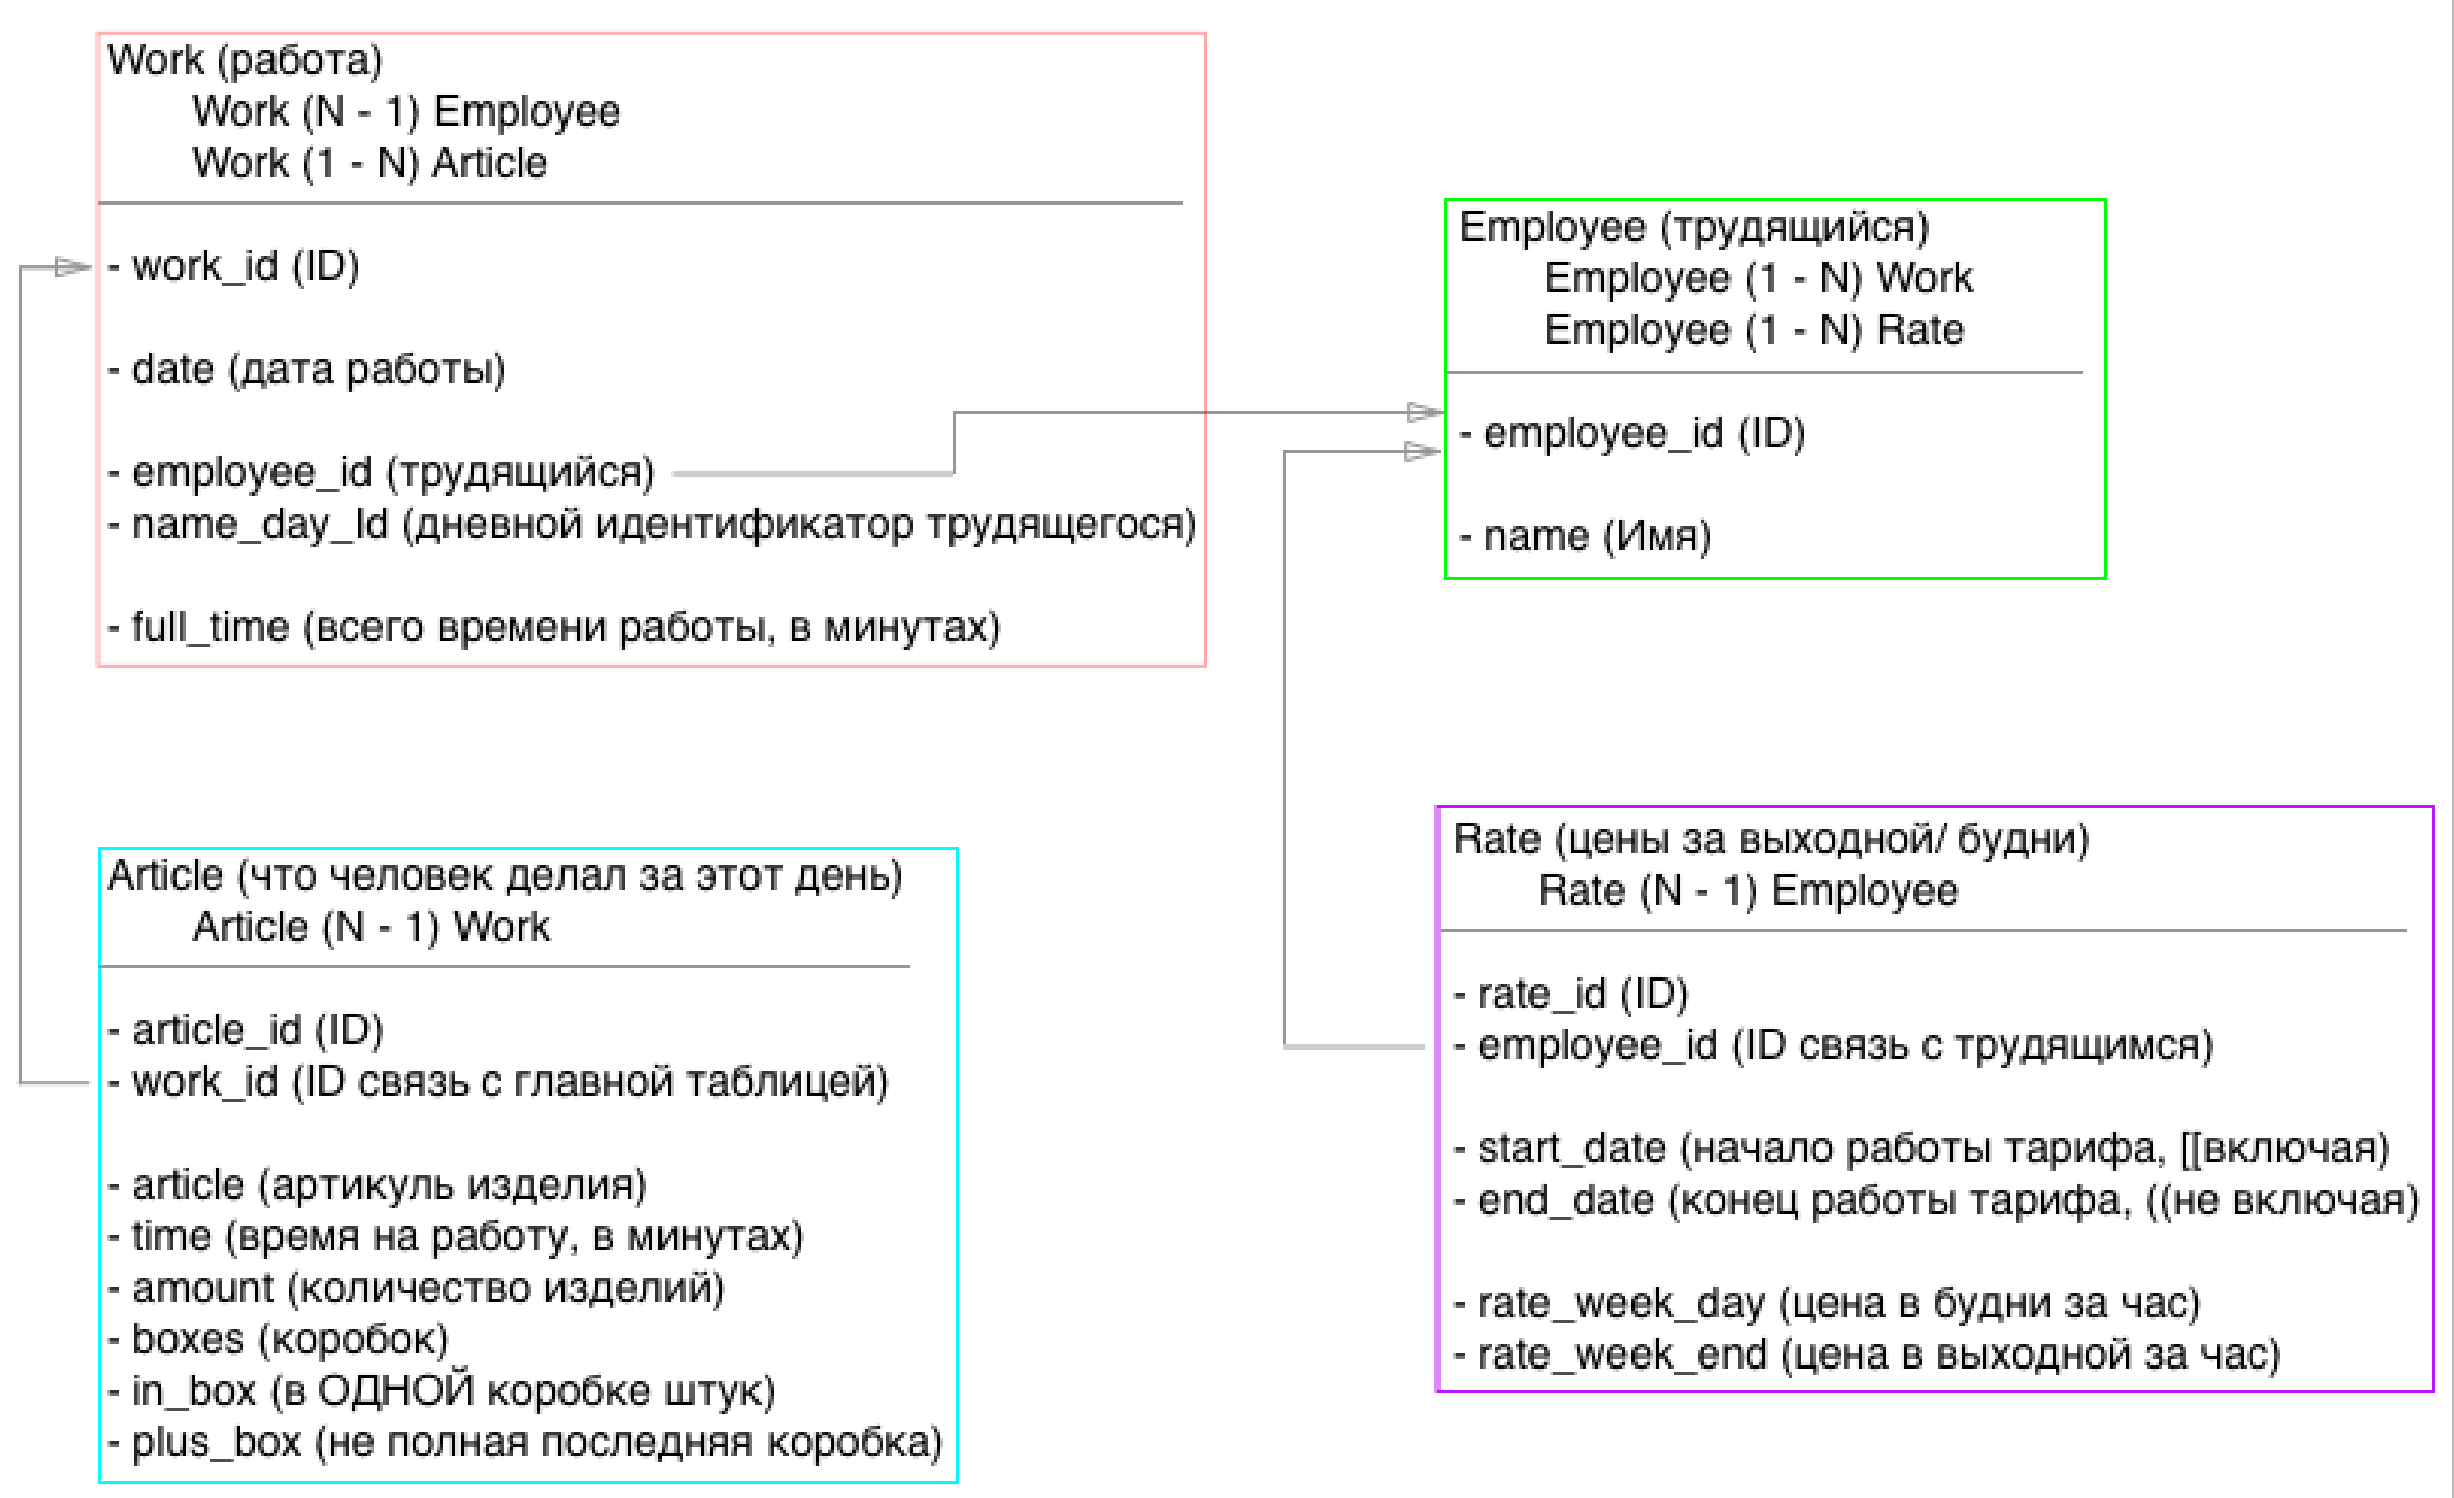 Work (работа)
Work (N - 1) Employee
Work (1 - N) Article
- work_id (ID)
- date (дата работы)
- employee_id (трудящийся)
- name_day_Id (дневной идентификатор трудящегося)
- full_time (всего времени работы, в минутах)
Employee (трудящийся)
Employee (1 - N) Work
Employee (1 - N) Rate
- employee_id (ID)
- name (Имя)
Article (что человек делал за этот день)
Article (N - 1) Work
- article_id (ID)
- work_id (ID связь с главной таблицей)
- article (артикуль изделия)
- time (время на работу, в минутах)
- amount (количество изделий)
- boxes (коробок)
- in_box (в ОДНОЙ коробке штук)
- plus_box (не полная последняя коробка)
Rate (цены за выходной/ будни)
Rate (N - 1) Employee
- rate_id (ID)
- employee_id (ID связь с трудящимся)
- start_date (начало работы тарифа, [[включая)
- end_date (конец работы тарифа, ((не включая)
- rate_week_day (цена в будни за час)
- rate_week_end (цена в выходной за час)